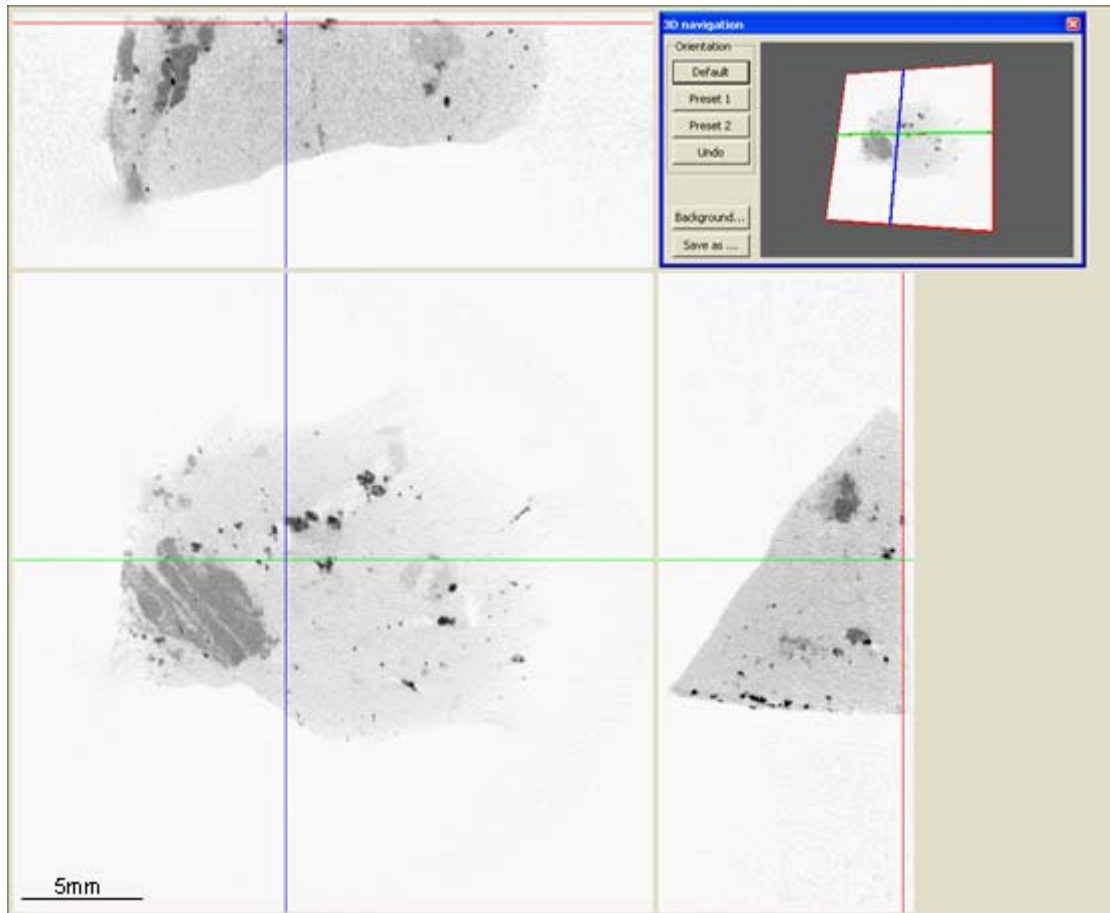 3D navigation
Orientation
Default
Preset 1
Preset 2
Undo
Background...
Save as ...
5mm